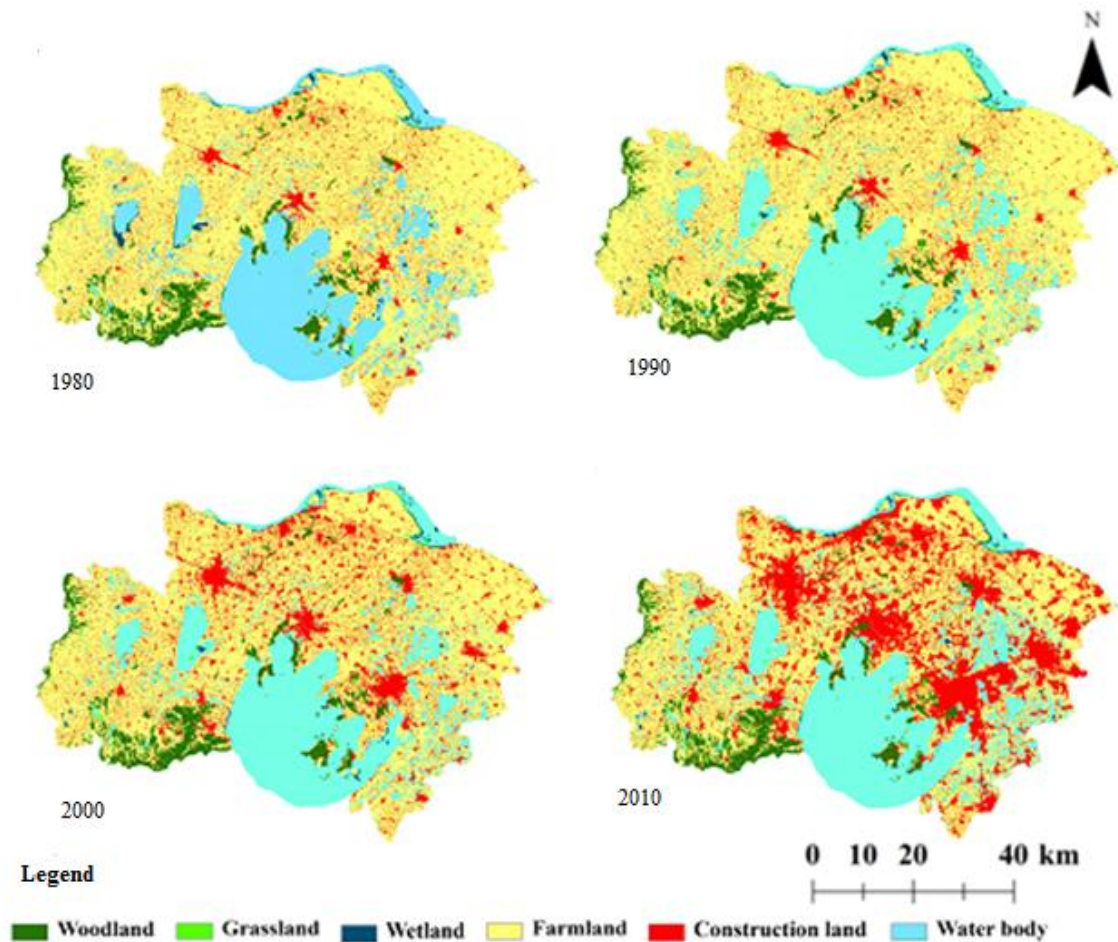 N
1980
1990
2000
2010
0 10 20 40 km
Legend
Woodland Grassland Wetland Farmland Construction land Water body